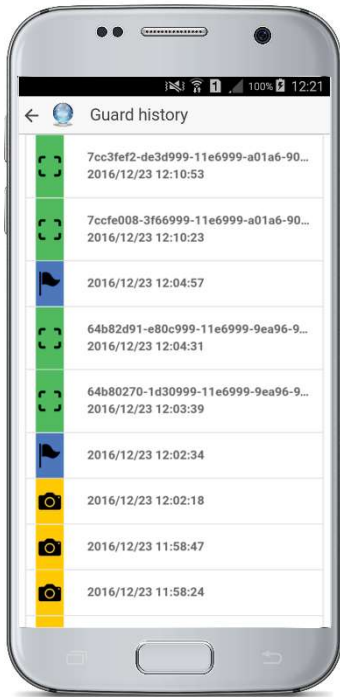 1 100% 12:21
Guard history
7cc3fef2-de3d999-11e6999-a01a6-90...
2016/12/23 12:10:53
7ccfe008-3f66999-11e6999-a01a6-90...
2016/12/23 12:10:23
2016/12/23 12:04:57
64b82d91-e80c999-11e6999-9ea96-9...
2016/12/23 12:04:31
64b80270-1d30999-11e6999-9ea96-9...
2016/12/23 12:03:39
2016/12/23 12:02:34
2016/12/23 12:02:18
2016/12/23 11:58:47
2016/12/23 11:58:24